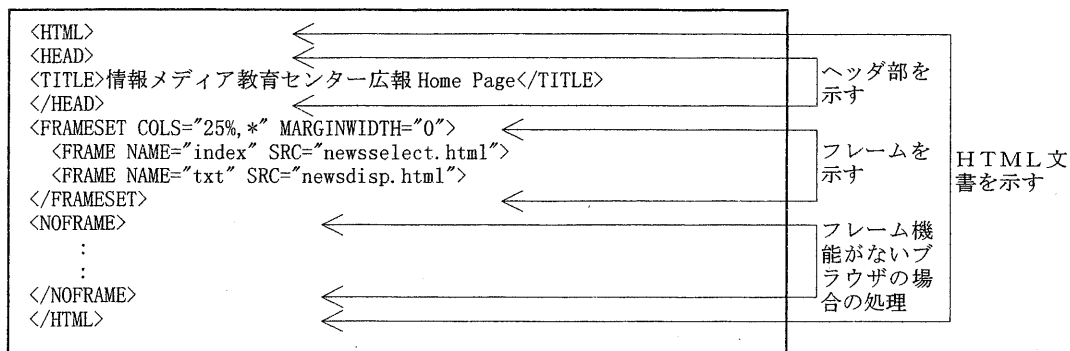 <HTML>
<HEAD>
<TITLE>情報メディア教育センター広報 Home Page</TITLE>
</HEAD>
<FRAMESET COLS="25%,*" MARGINWIDTH="0">
<FRAME NAME="index" SRC="newsselect.html">
<FRAME NAME="txt" SRC="newsdisp.html">
</FRAMESET>
<NOFRAME>
:
:
</NOFRAME>
</HTML>
ヘッダ部を
示す
フレームを
示す
フレーム機
能がないブ
ラウザの場
合の処理
HTML文
書を示す